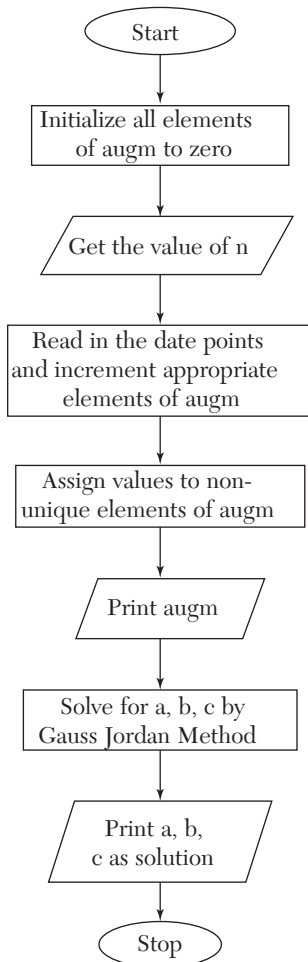 Start
Initialize all elements
of augm to zero
Get the value of n
Read in the date points
and increment appropriate
elements of augm
Assign values to non-
unique elements of augm
Print augm
Solve for a, b, c by
Gauss Jordan Method
Print a, b,
c as solution
Stop